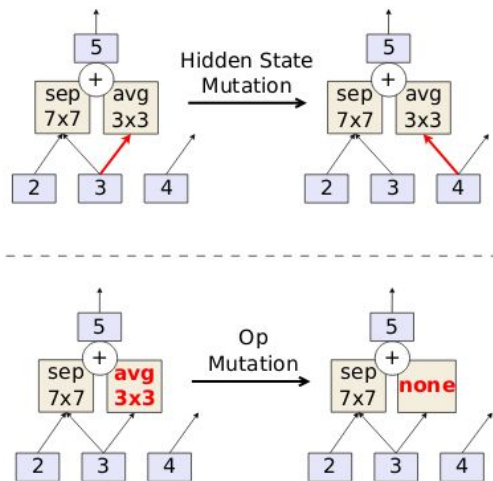 5
+
sep
7x7
avg
3x3
2
3
4
Hidden State
Mutation
5
+
sep
7x7
avg
3x3
2
3
4
5
+
sep
7x7
avg
3x3
2
3
4
Op
Mutation
5
+
sep
7x7
none
2
3
4